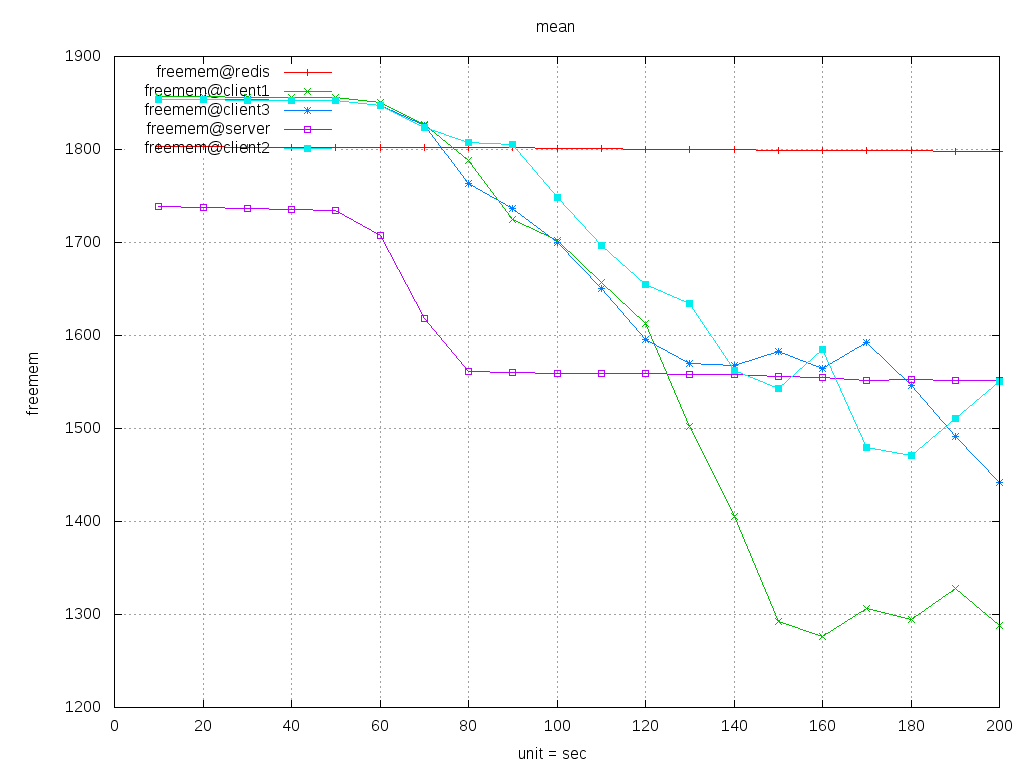 mean
freemem@redis
freemem@client1
freemem@client3
freemem@server
freemem@client2
1900
1800
1700
1600
1500
1400
1300
1200
freemem
0 20 40 60 80 100 120 140 160 180 200
unit = sec